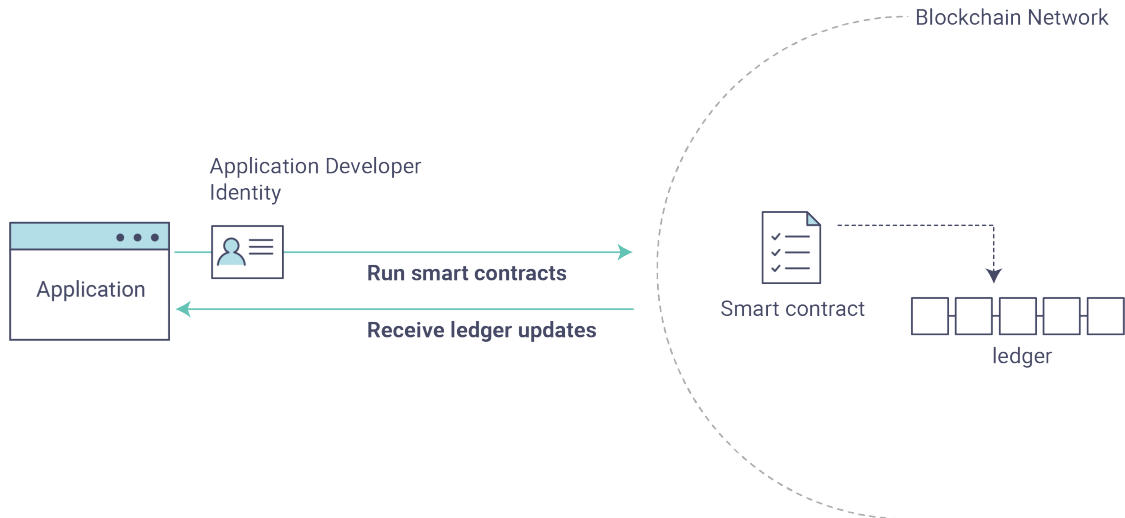 Blockchain Network
Application Developer
Identity
Application
Run smart contracts
Receive ledger updates
Smart contract
ledger